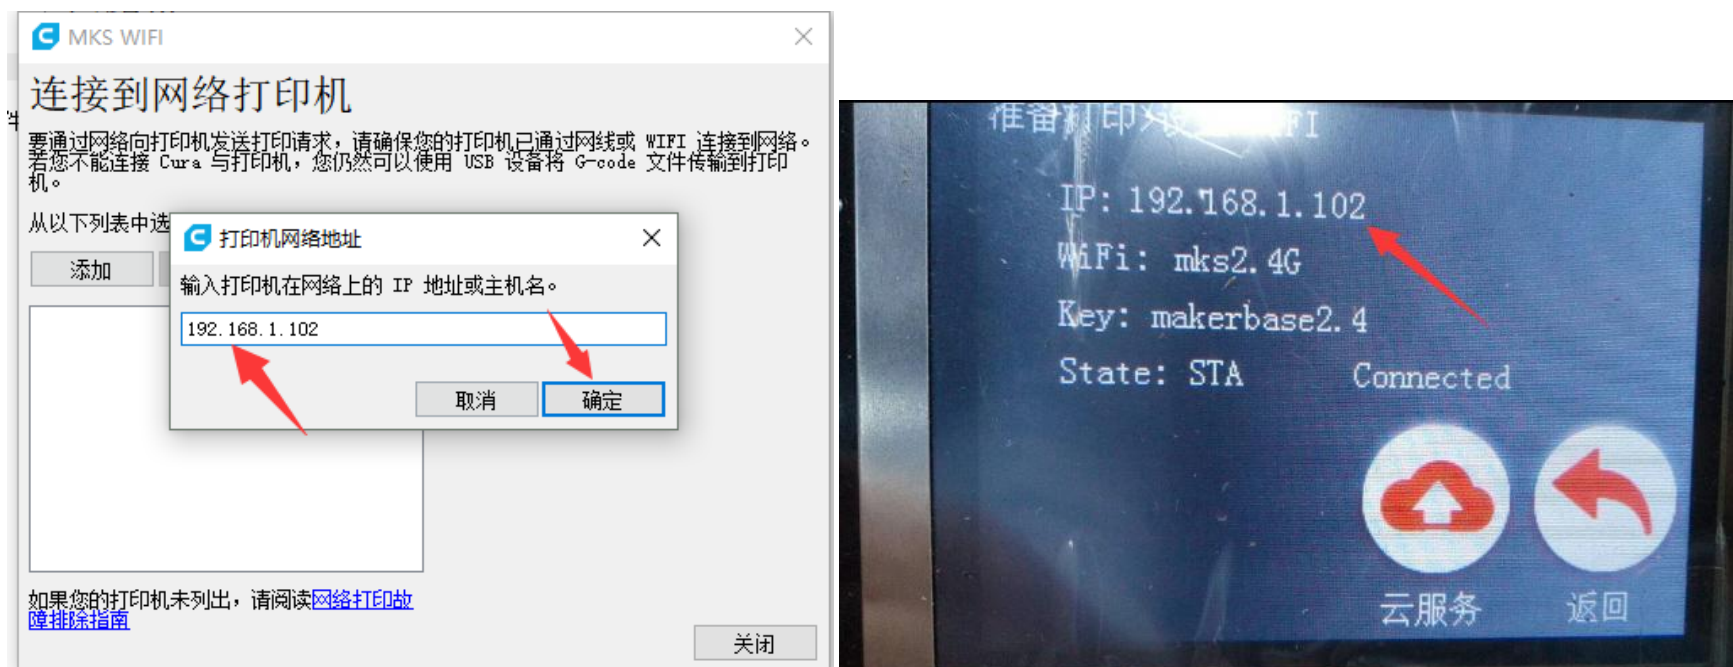 MKS WIFI
连接到网络打印机
要通过网络向打印机发送打印请求，请确保您的打印机已通过网线或 WIFI 连接到网络。
若您不能连接 Cura 与打印机，您仍然可以使用 USB 设备将 G-code 文件传输到打印
机。
从以下列表中选
添加
打印机网络地址
输入打印机在网络上的 IP 地址或主机名。
192.168.1.102
取消
确定
如果您的打印机未列出，请阅读网络打印故
障排除指南
关闭
准备打印
IP: 192.168.1.102
WiFi: mks2.4G
Key: makerbase2.4
State: STA Connected
云服务
返回